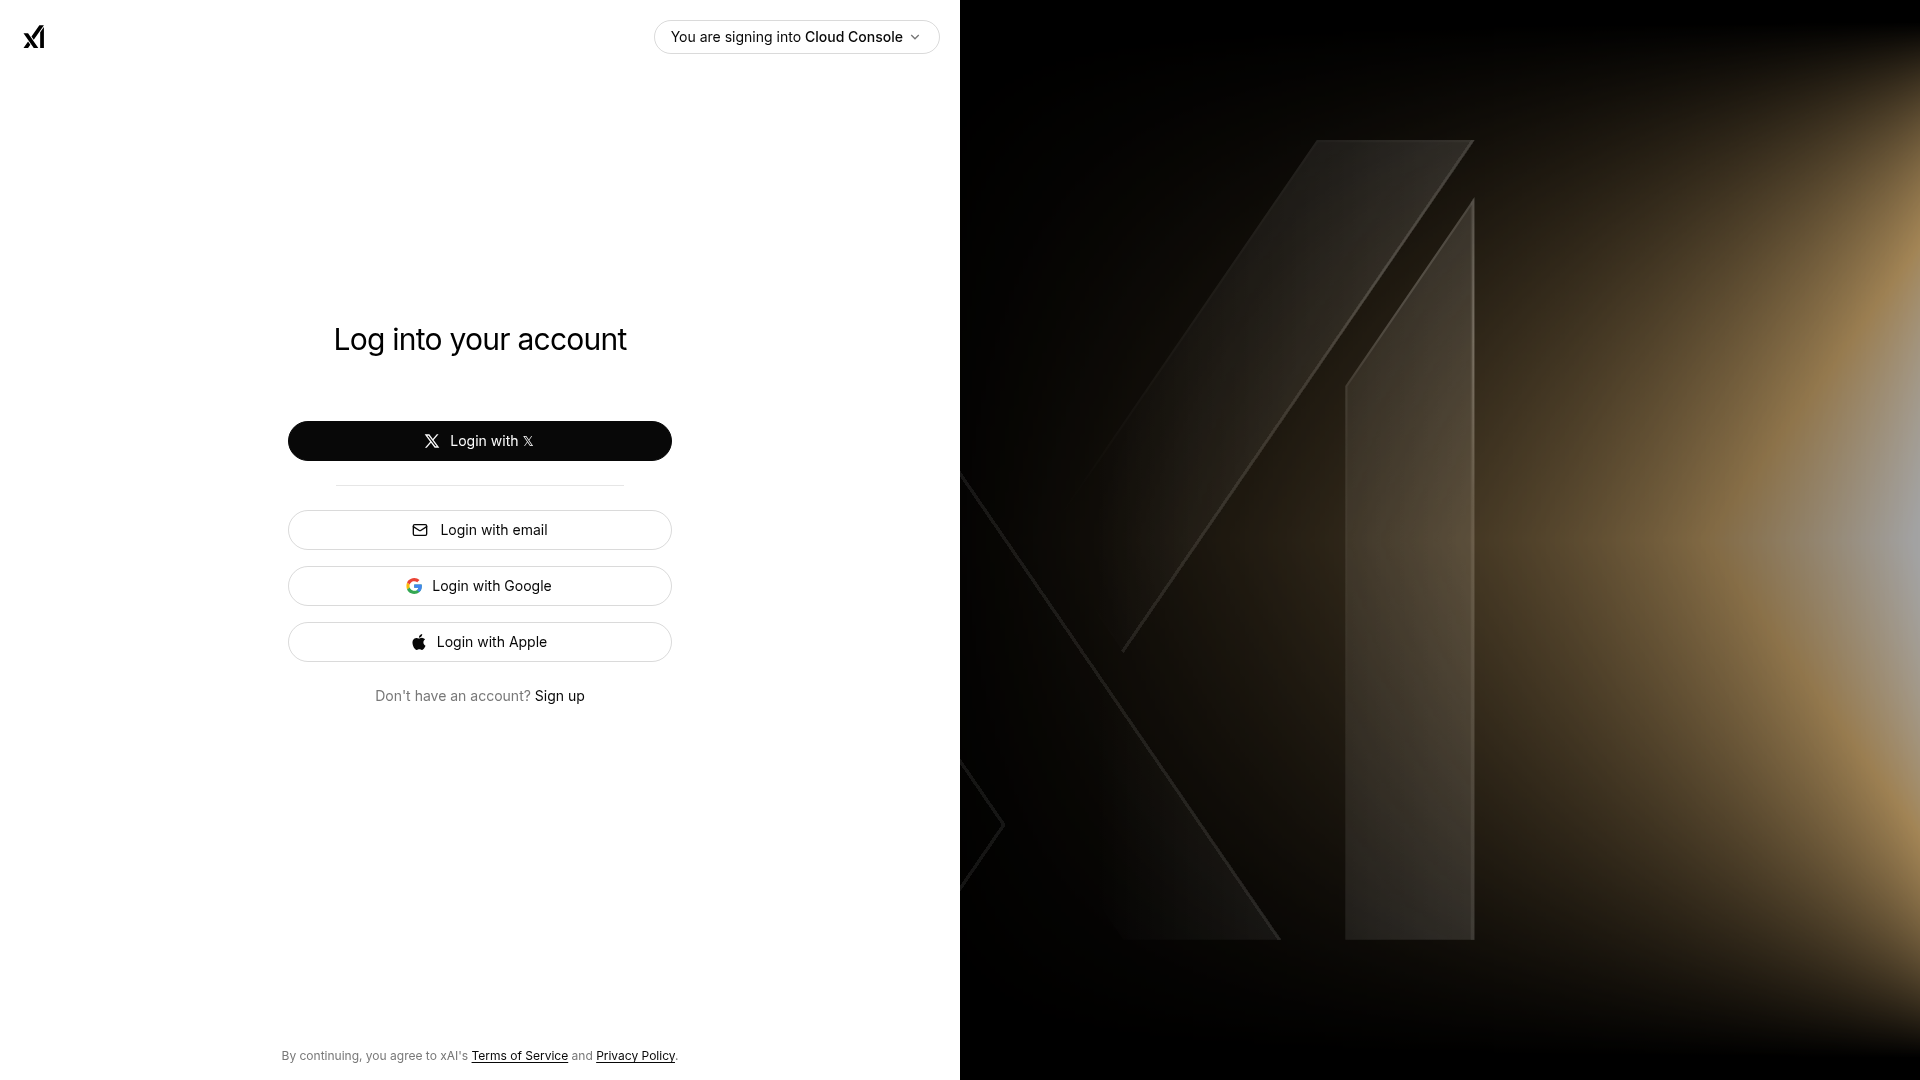 You are signing into Cloud Console
Log into your account
Login with 𝕏
Login with email
Login with Google
Login with Apple
Don't have an account? Sign up
By continuing, you agree to xAI's Terms of Service and Privacy Policy.